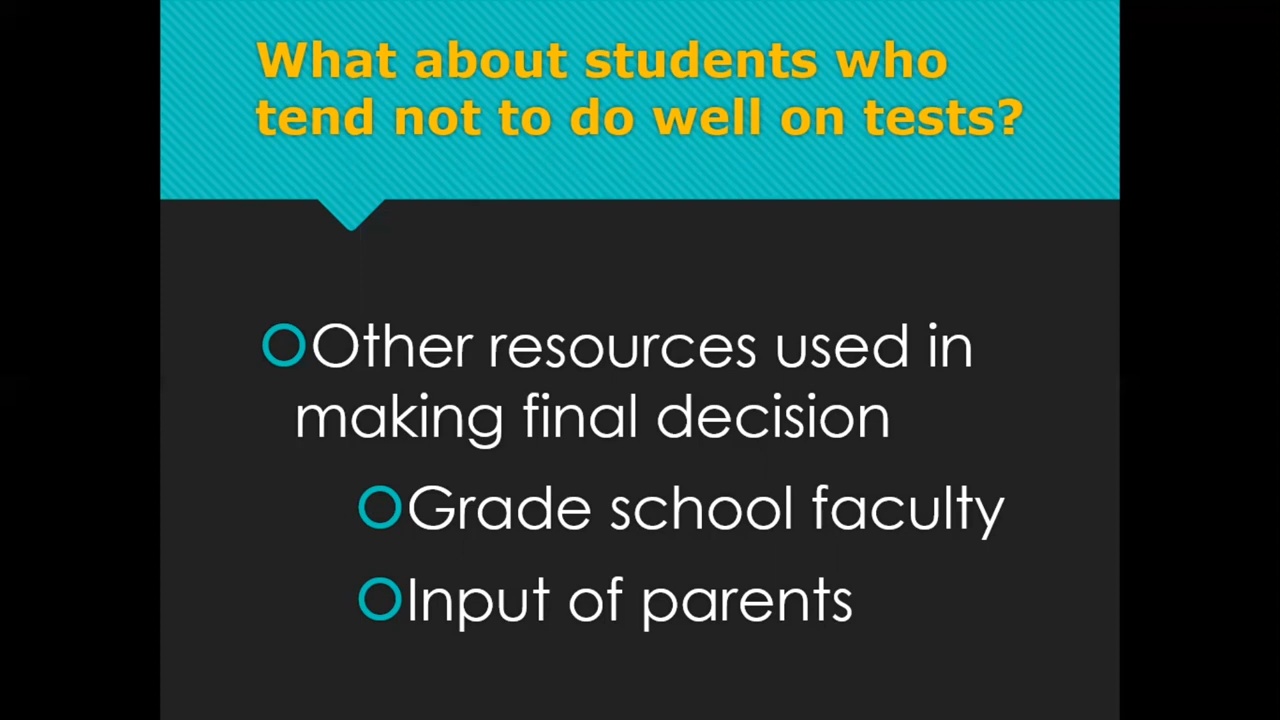 What about students who
tend not to do well on tests?
Other resources used in
making final decision
Grade school faculty
Input of parents